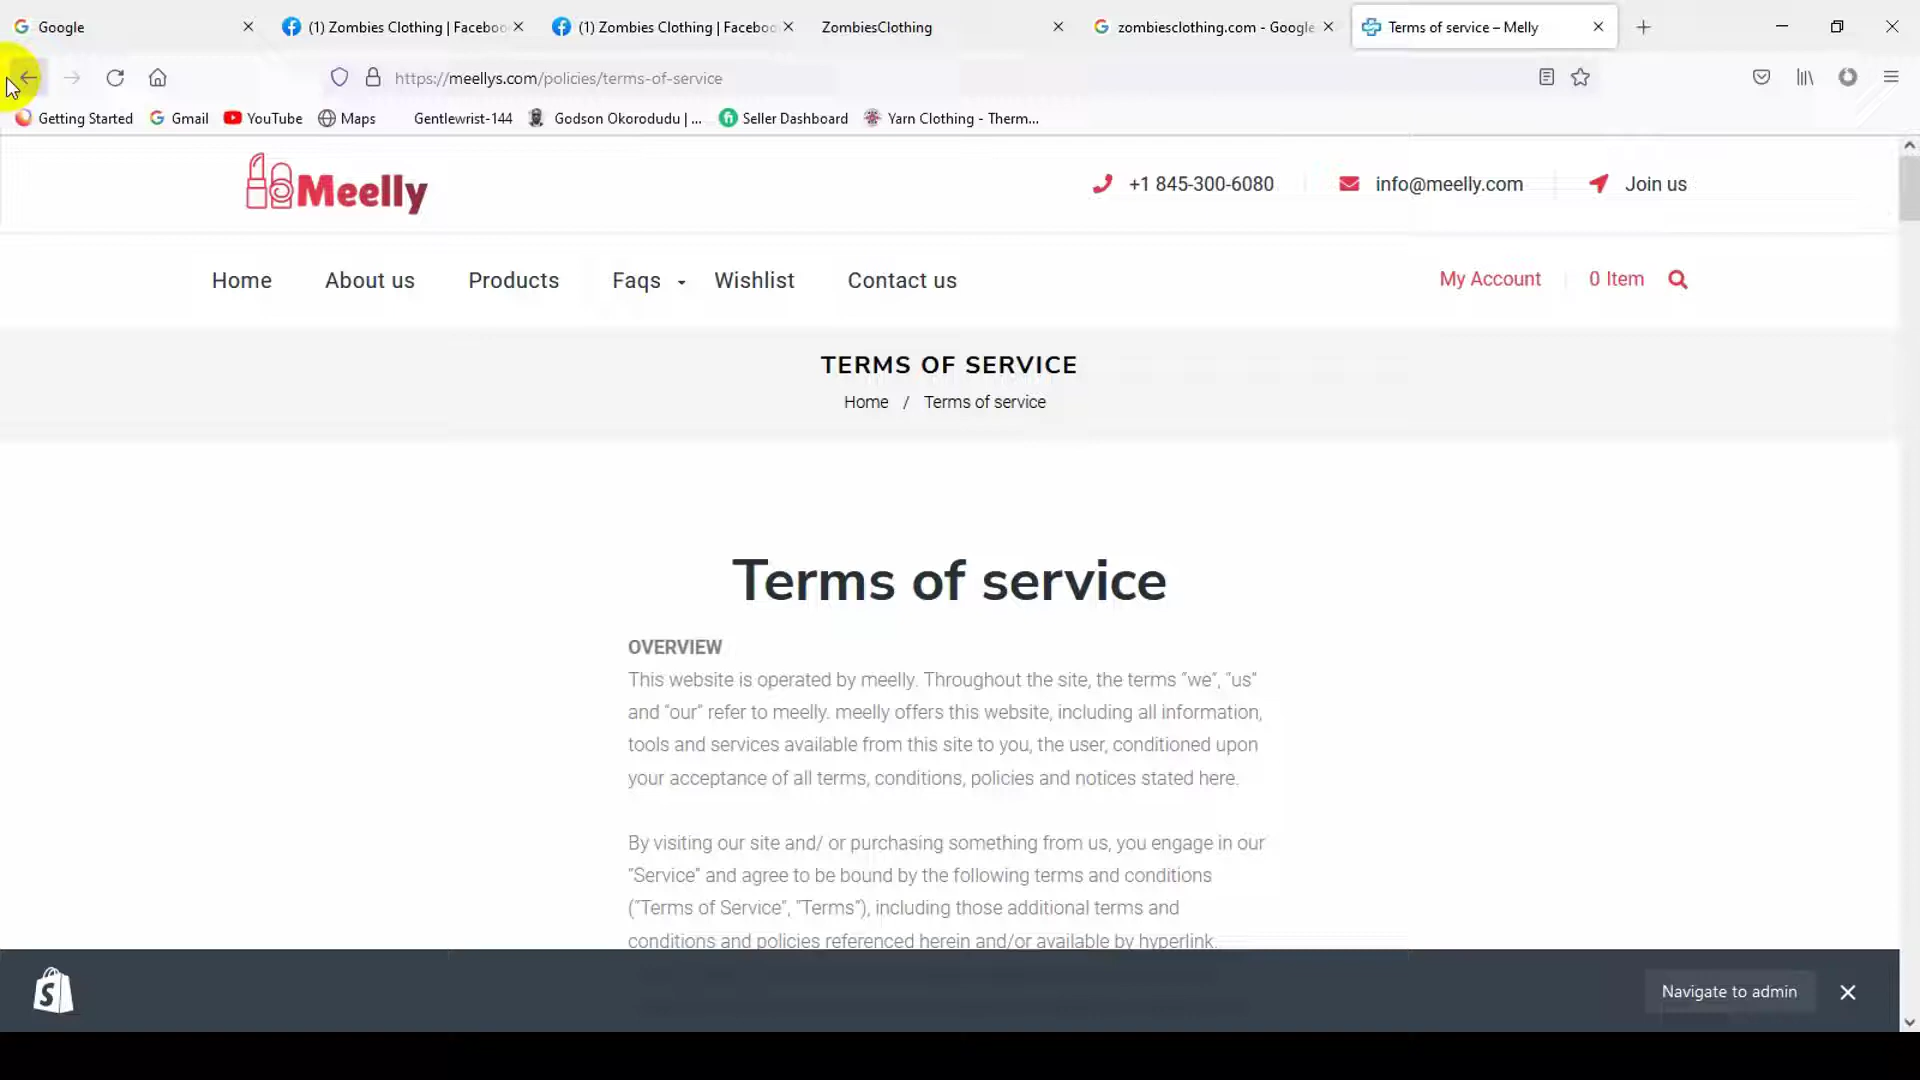 Google
(1) Zombies Clothing | Faceboo
(1) Zombies Clothing | Faceboo
ZombiesClothing
zombiesclothing.com - Google
Terms of service – Melly
https://meellys.com/policies/terms-of-service
Getting Started
Gmail
YouTube
Maps
Gentlewrist-144
Godson Okorodudu | ...
Seller Dashboard
Yarn Clothing - Therm...
Meelly
+1 845-300-6080
info@meelly.com
Join us
Home
About us
Products
Faqs
Wishlist
Contact us
My Account
0 Item
TERMS OF SERVICE
Home / Terms of service
Terms of service
OVERVIEW
This website is operated by meelly. Throughout the site, the terms “we”, “us”
and “our” refer to meelly. meelly offers this website, including all information,
tools and services available from this site to you, the user, conditioned upon
your acceptance of all terms, conditions, policies and notices stated here.
By visiting our site and/ or purchasing something from us, you engage in our
“Service” and agree to be bound by the following terms and conditions
(“Terms of Service”, “Terms”), including those additional terms and
conditions and policies referenced herein and/or available by hyperlink.
Navigate to admin